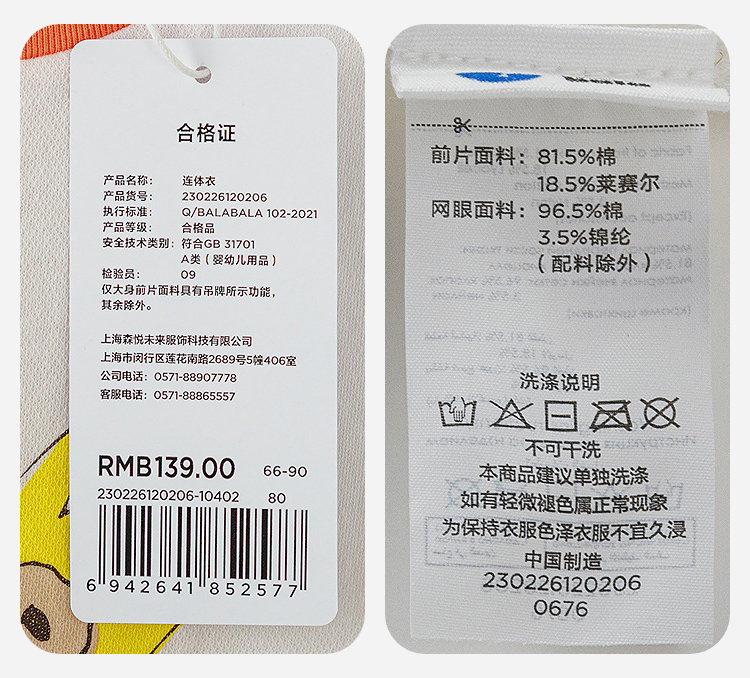 合格证
产品名称： 连体衣
产品货号： 230226120206
执行标准： Q/BALABALA 102-2021
产品等级： 合格品
安全技术类别：符合GB 31701
A类（婴幼儿用品）
检验员： 09
仅大身前片面料具有吊牌所示功能，
其余除外。
上海森悦未来服饰科技有限公司
上海市闵行区莲花南路2689号5幢406室
公司电话：0571-88907778
客服电话：0571-88865557
RMB139.00 66-90
230226120206-10402 80
6 942641 852577
前片面料：81.5%棉
18.5%莱赛尔
网眼面料：96.5%棉
3.5%锦纶
（配料除外）
洗涤说明
不可干洗
本商品建议单独洗涤
如有轻微褪色属正常现象
为保持衣服色泽衣服不宜久浸
中国制造
230226120206
0676